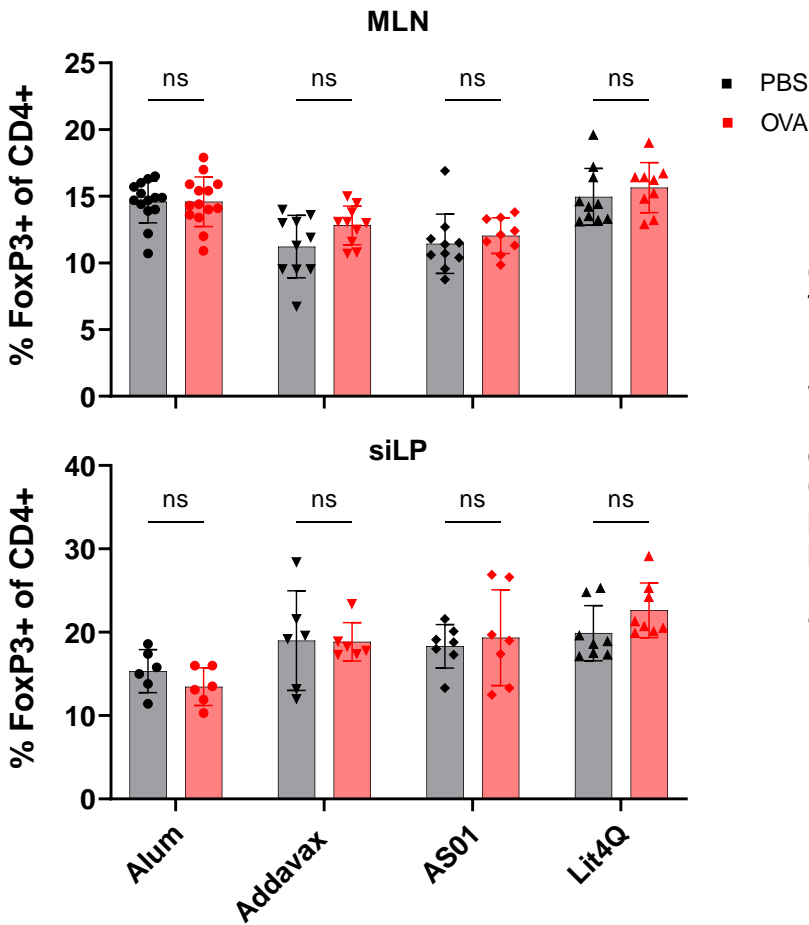 MLN
% FoxP3+ of CD4+
25
20
15
10
5
0
ns ns ns ns
PBS
OVA
siLP
% FoxP3+ of CD4+
40
30
20
10
0
ns ns ns ns
Alum Addavax AS01 Lit4Q